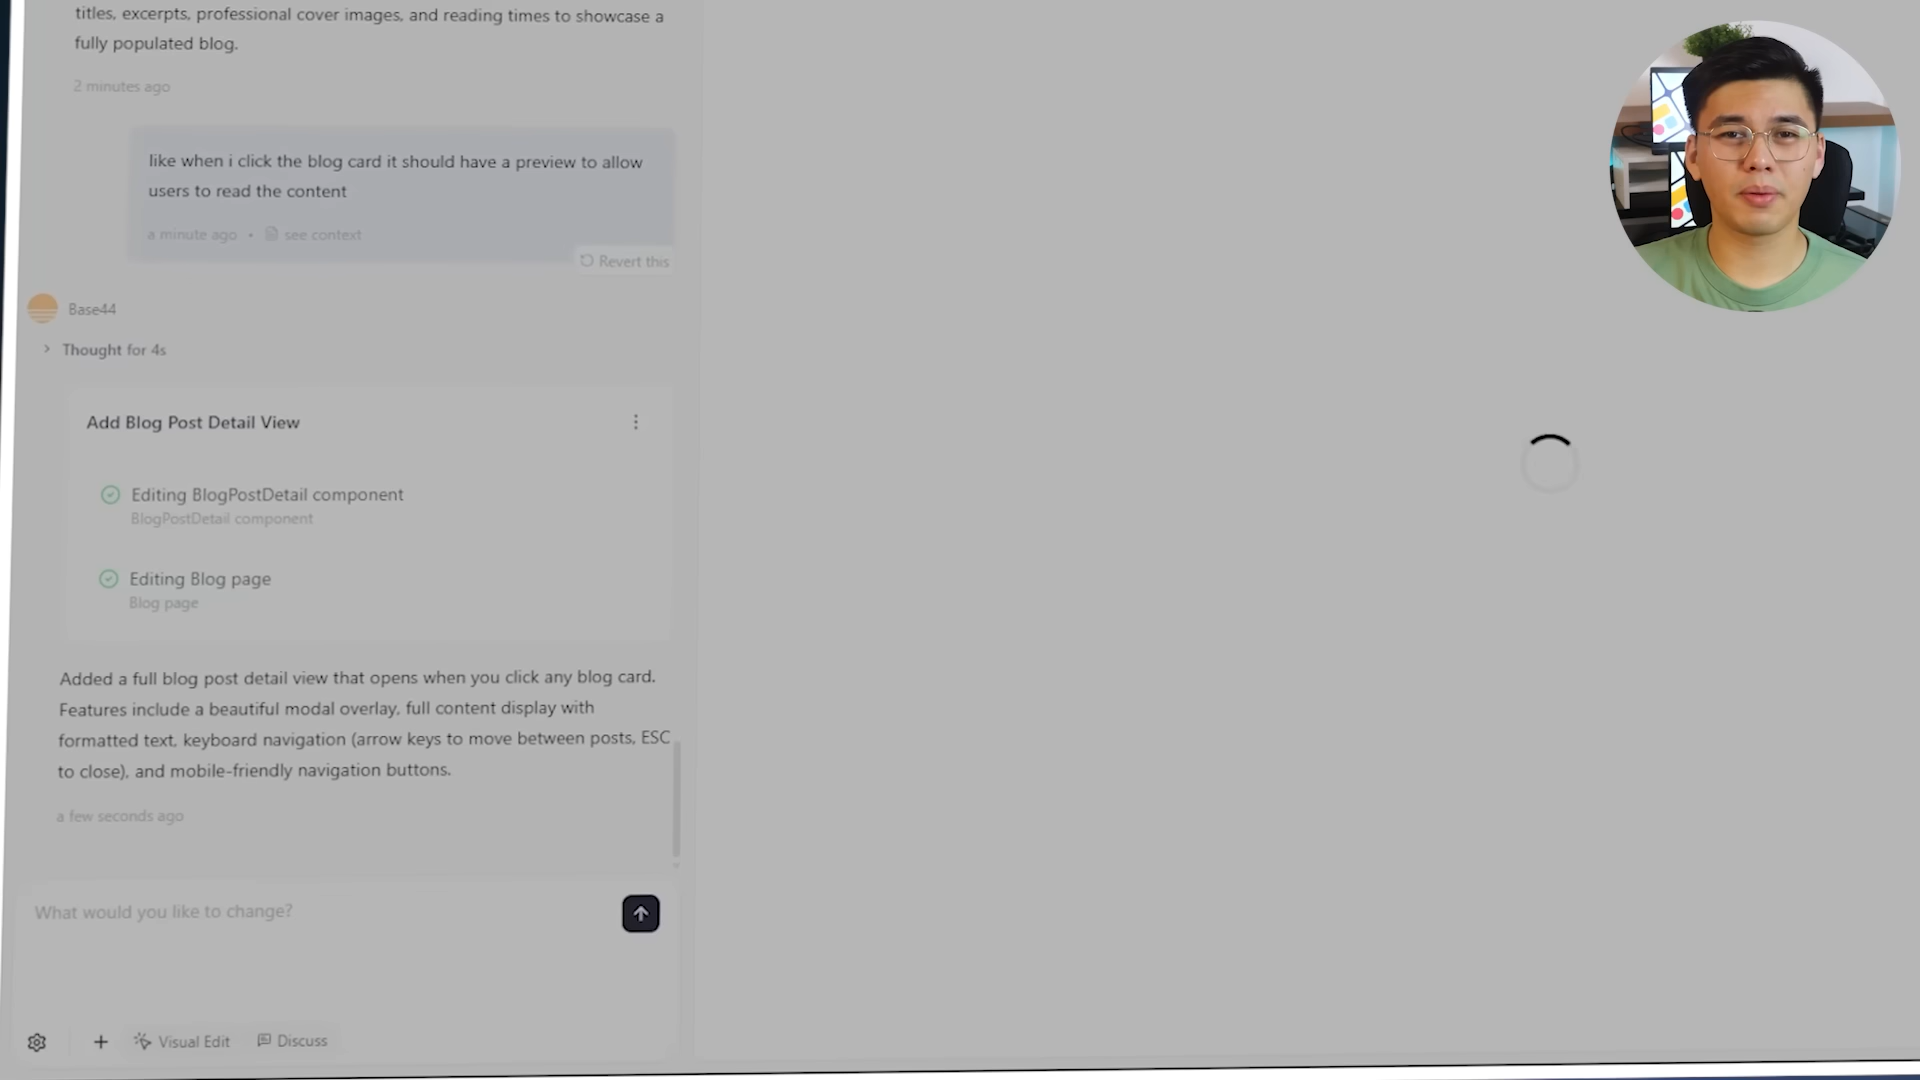 titles, excerpts, professional cover images, and reading times to showcase a
fully populated blog.
2 minutes ago
like when i click the blog card it should have a preview to allow
users to read the content
a minute ago • see context
Revert this
Base44
Thought for 4s
Add Blog Post Detail View
Editing BlogPostDetail component
BlogPostDetail component
Editing Blog page
Blog page
Added a full blog post detail view that opens when you click any blog card.
Features include a beautiful modal overlay, full content display with
formatted text, keyboard navigation (arrow keys to move between posts, ESC
to close), and mobile-friendly navigation buttons.
a few seconds ago
What would you like to change?
Visual Edit
Discuss